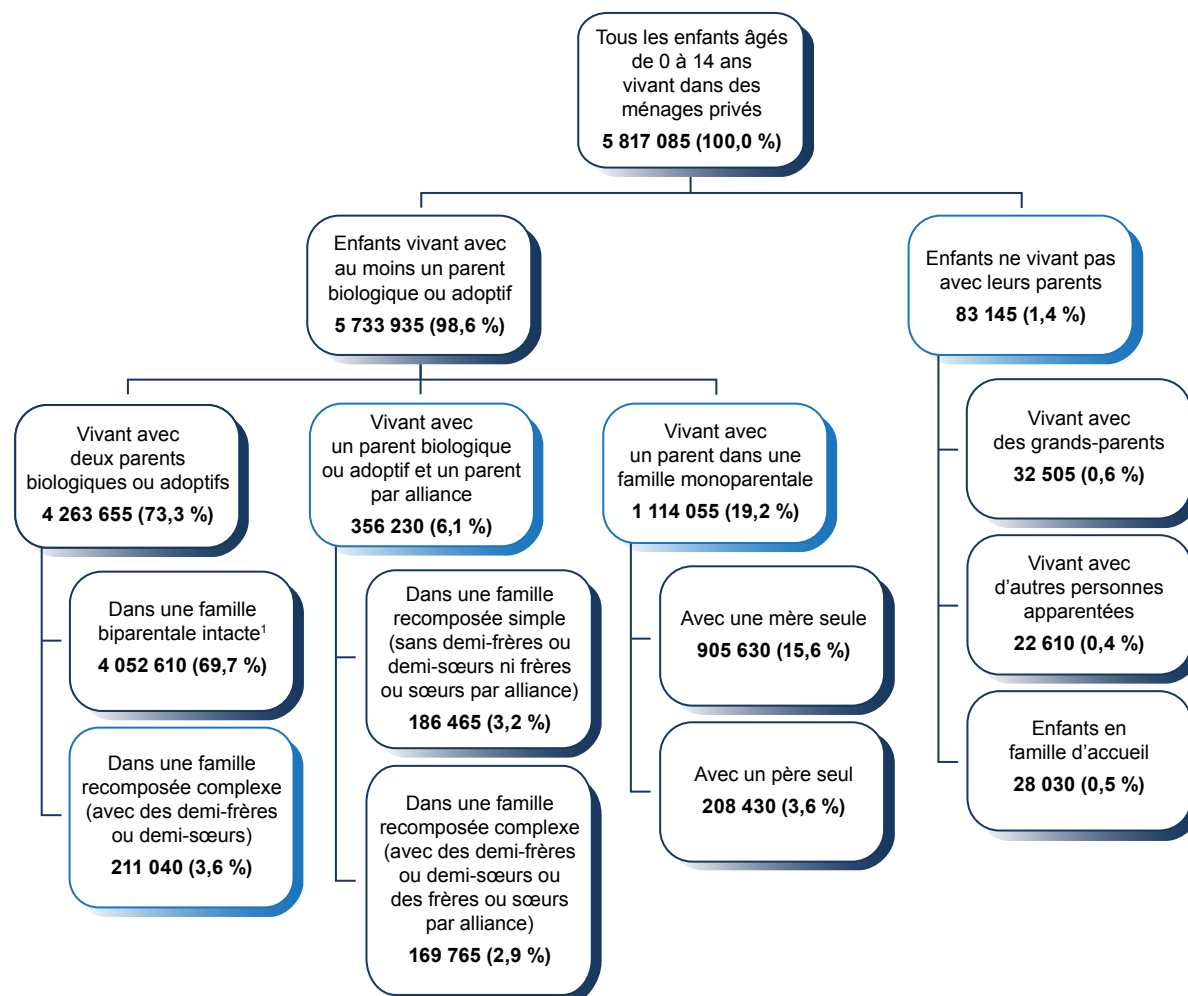 Tous les enfants âgés
de 0 à 14 ans
vivant dans des
ménages privés
5 817 085 (100,0 %)
Enfants vivant avec
au moins un parent
biologique ou adoptif
5 733 935 (98,6 %)
Enfants ne vivant pas
avec leurs parents
83 145 (1,4 %)
Vivant avec
deux parents
biologiques ou adoptifs
4 263 655 (73,3 %)
Vivant avec
un parent biologique
ou adoptif et un parent
par alliance
356 230 (6,1 %)
Vivant avec
un parent dans une
famille monoparentale
1 114 055 (19,2 %)
Vivant avec
des grands-parents
32 505 (0,6 %)
Dans une famille
biparentale intacte¹
4 052 610 (69,7 %)
Dans une famille
recomposée simple
(sans demi-frères ou
demi-sœurs ni frères
ou sœurs par alliance)
186 465 (3,2 %)
Avec une mère seule
905 630 (15,6 %)
Vivant avec
d'autres personnes
apparentées
22 610 (0,4 %)
Dans une famille
recomposée complexe
(avec des demi-frères
ou demi-sœurs)
211 040 (3,6 %)
Dans une famille
recomposée complexe
(avec des demi-frères
ou demi-sœurs ou
des frères ou sœurs
par alliance)
169 765 (2,9 %)
Avec un père seul
208 430 (3,6 %)
Enfants en
famille d'accueil
28 030 (0,5 %)